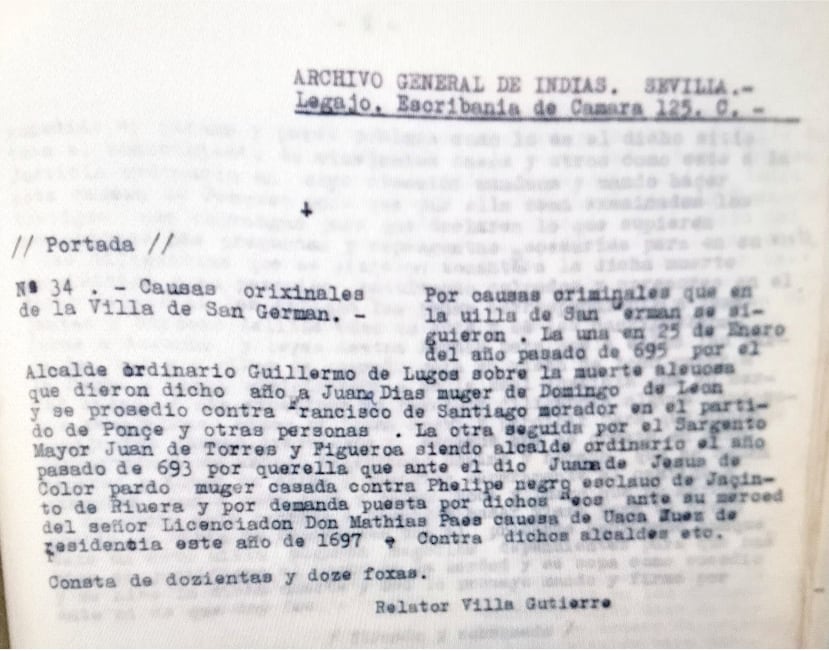 ARCHIVO GENERAL DE INDIAS. SEVILLA.-
Legajo. Escribania de Camara 125. C. -
// Portada //
Nº 34 . - Causas orixinales
de la Villa de San German. -
Por causas criminales que en
la uilla de San erman se si-
guieron . La una en 25 de Enero
del año pasado de 695 por el
Alcalde ordinario Guillermo de Lugos sobre la muerte aleuosa
que dieron dicho año a Juana Dias muger de Domingo de Leon
y se prosedio contra Francisco de Santiago morador en el parti-
do de Ponçe y otras personas . La otra seguida por el Sargento
Mayor Juan de Torres y Figueroa siendo alcalde ordinario el año
pasado de 693 por querella que ante el dio Juana de Jesus de
Color pardo muger casada contra Phelipe negro esclauo de Jaçin-
to de Riuera y por demanda puesta por dichos reos ante su merced
del señor Licenciadon Don Mathias Paes causesa de Uaca Juez de
residencia este año de 1697 Contra dichos alcaldes etc.
Consta de dozientas y doze foxas.
Relator Villa Gutierre